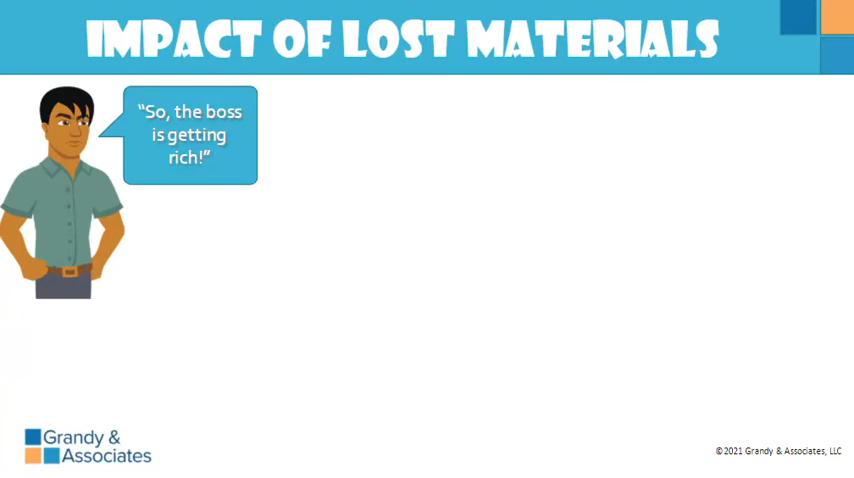 IMPACT OF LOST MATERIALS
“So, the boss
is getting
rich!”
Grandy &
Associates
©2021 Grandy & Associates, LLC